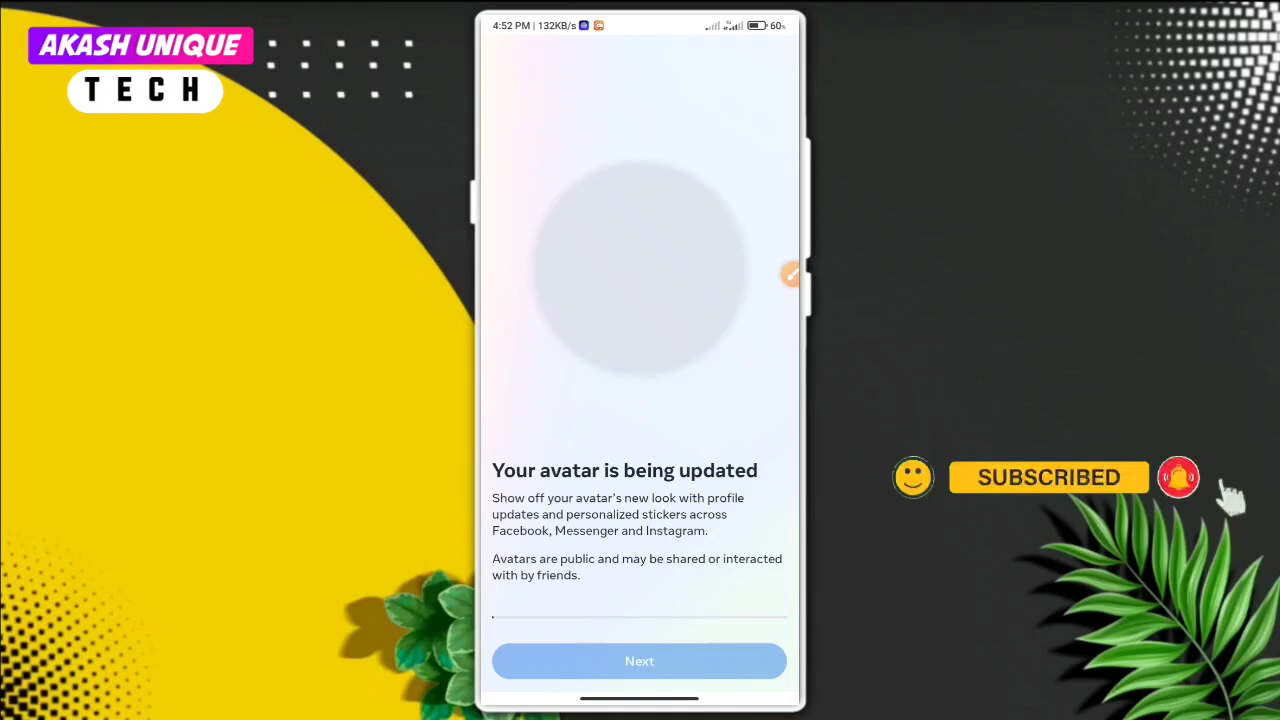 AKASH UNIQUE
TECH
4:52 PM | 132KB/s
60%
Your avatar is being updated
Show off your avatar's new look with profile
updates and personalized stickers across
Facebook, Messenger and Instagram.
Avatars are public and may be shared or interacted
with by friends.
Next
SUBSCRIBED